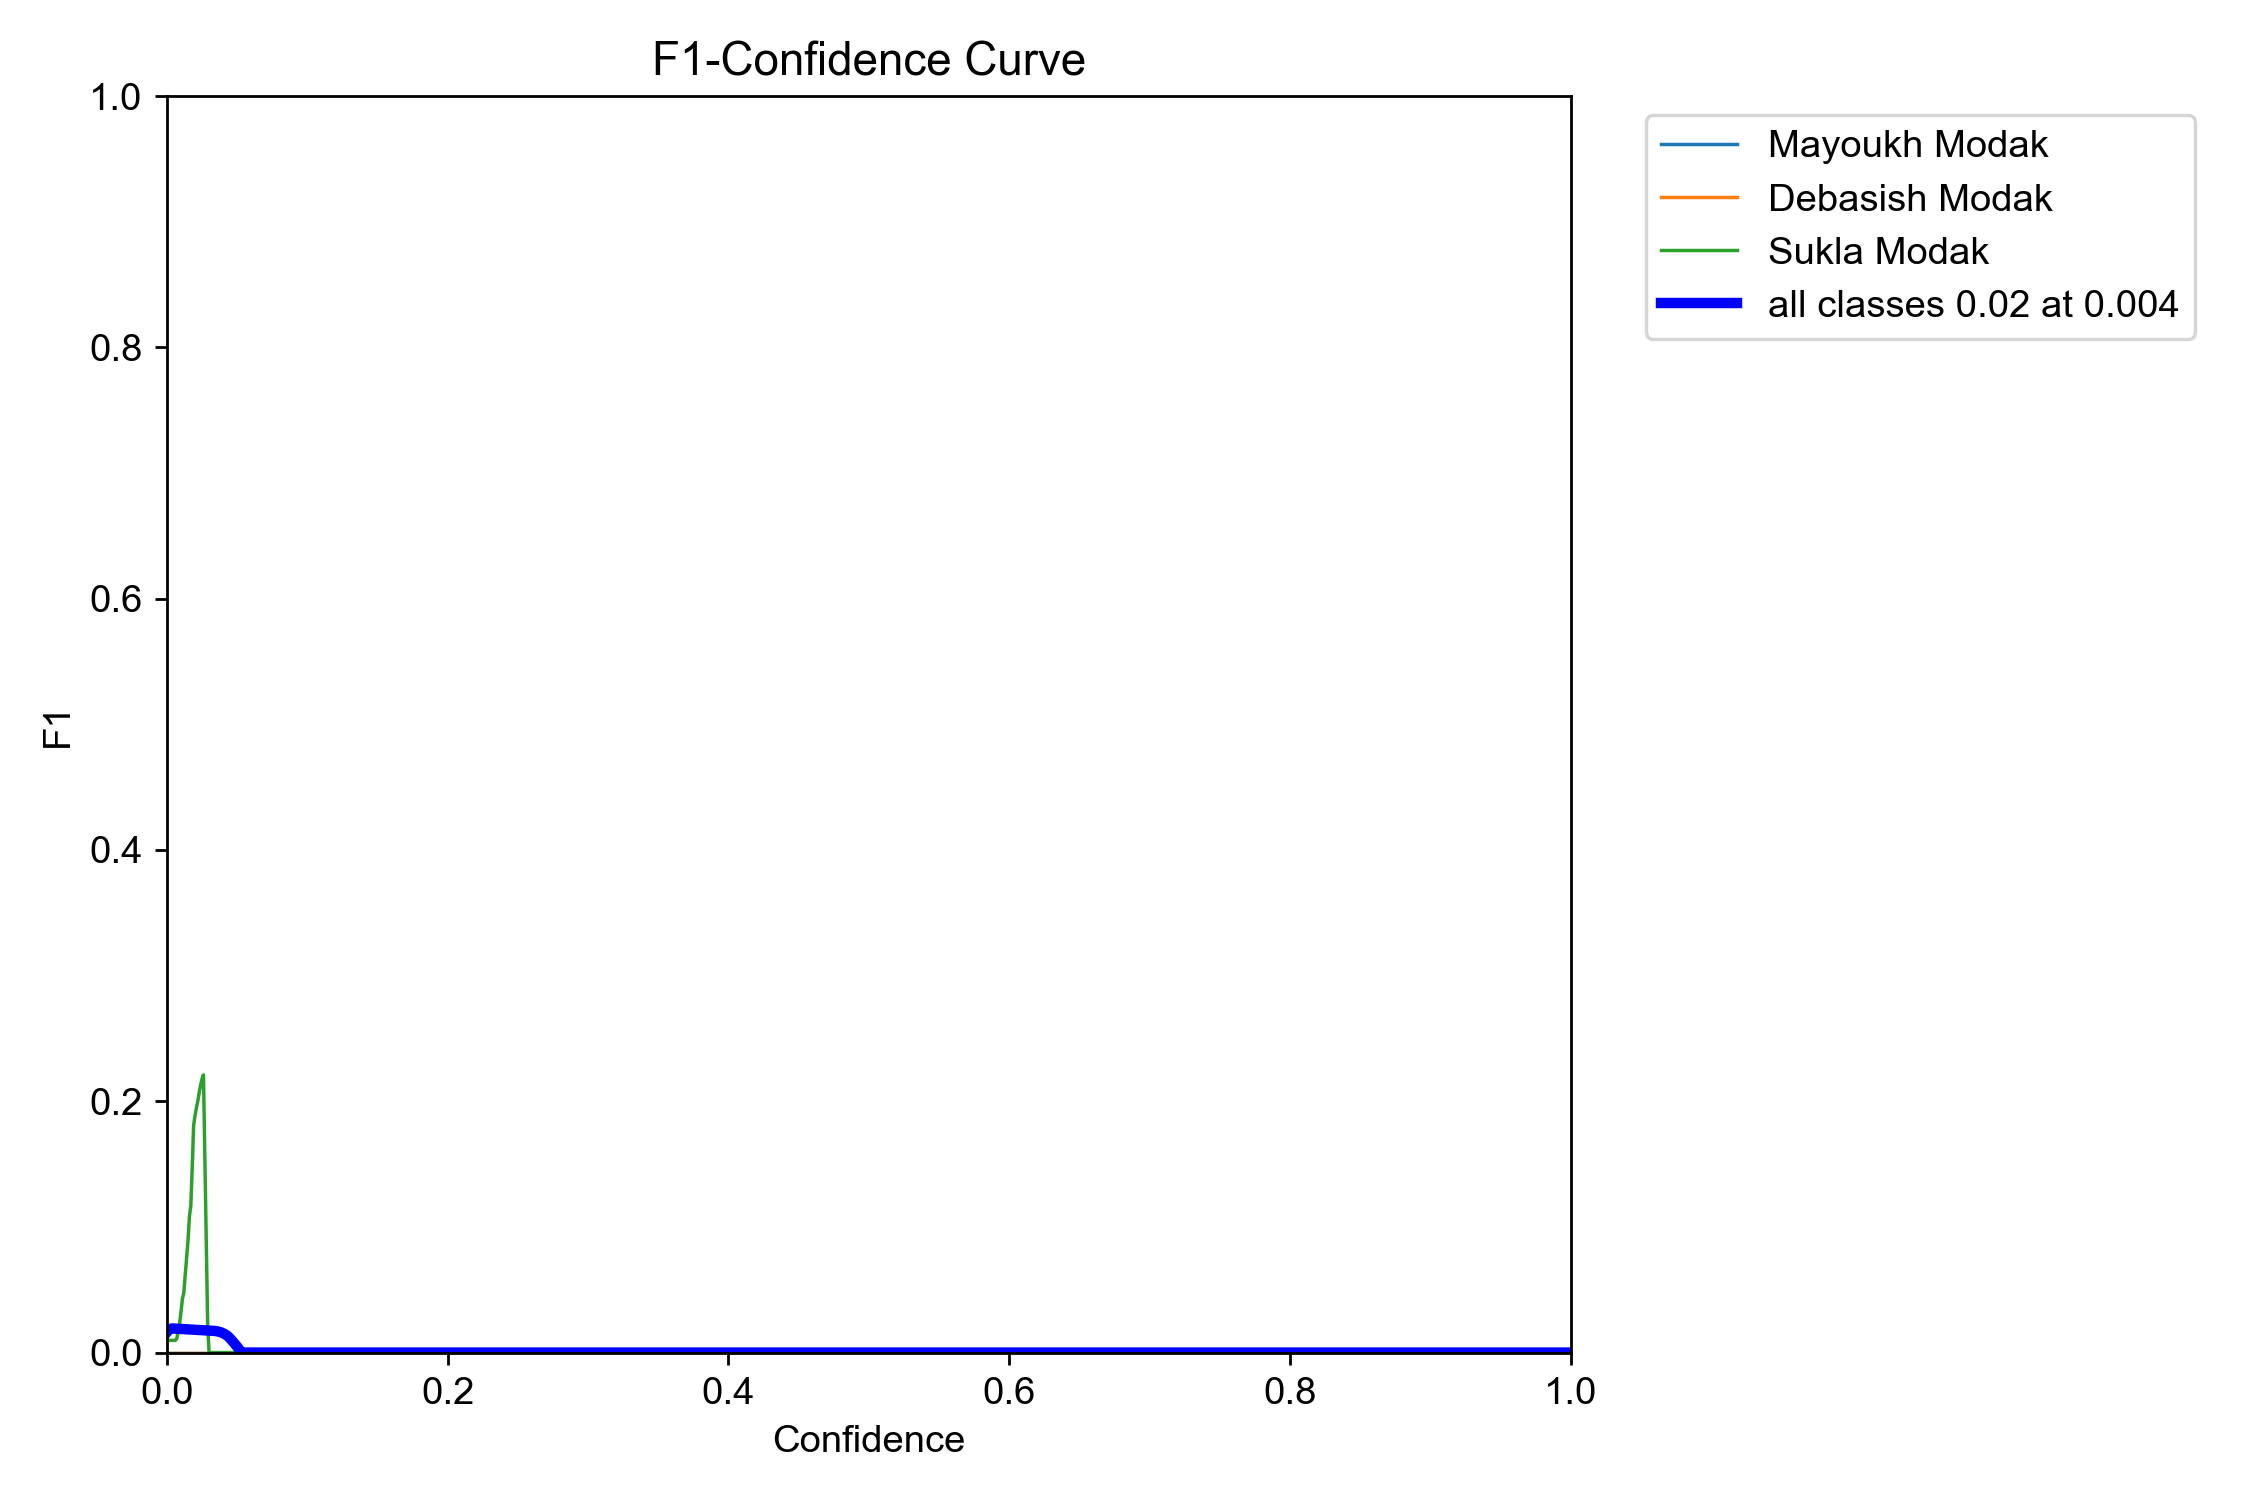 F1-Confidence Curve
1.0
0.8
0.6
0.4
0.2
0.0
F1
0.0 0.2 0.4 0.6 0.8 1.0
Confidence
Mayoukh Modak
Debasish Modak
Sukla Modak
all classes 0.02 at 0.004